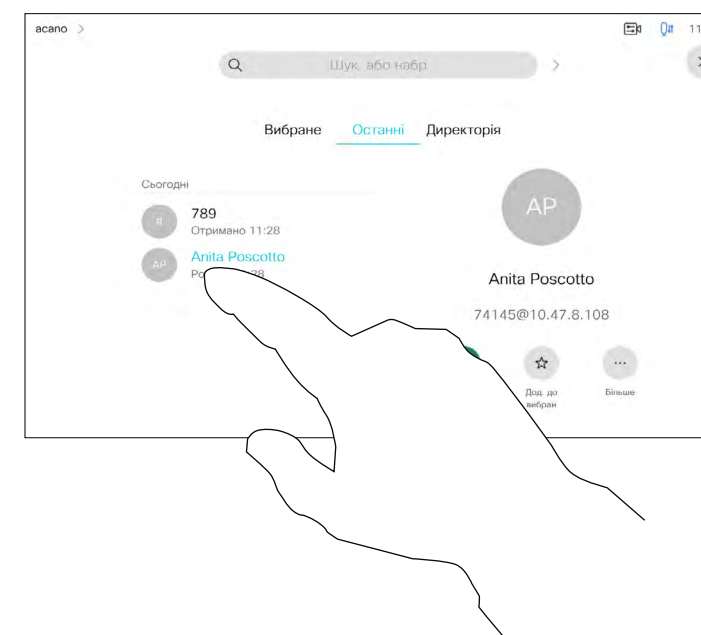 acano >
11
Шук. або набр.
Вибране Останні Директорія
Сьогодні
#
789
Отримано 11:28
AP
Anita Poscotto
AP
Anita Poscotto
74145@10.47.8.108
Дод. до
вибран
Більше